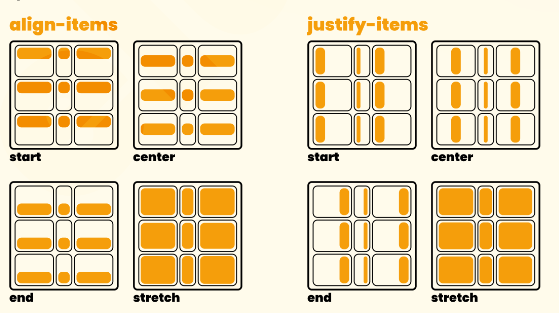 align-items
justify-items
start
center
start
center
end
stretch
end
stretch